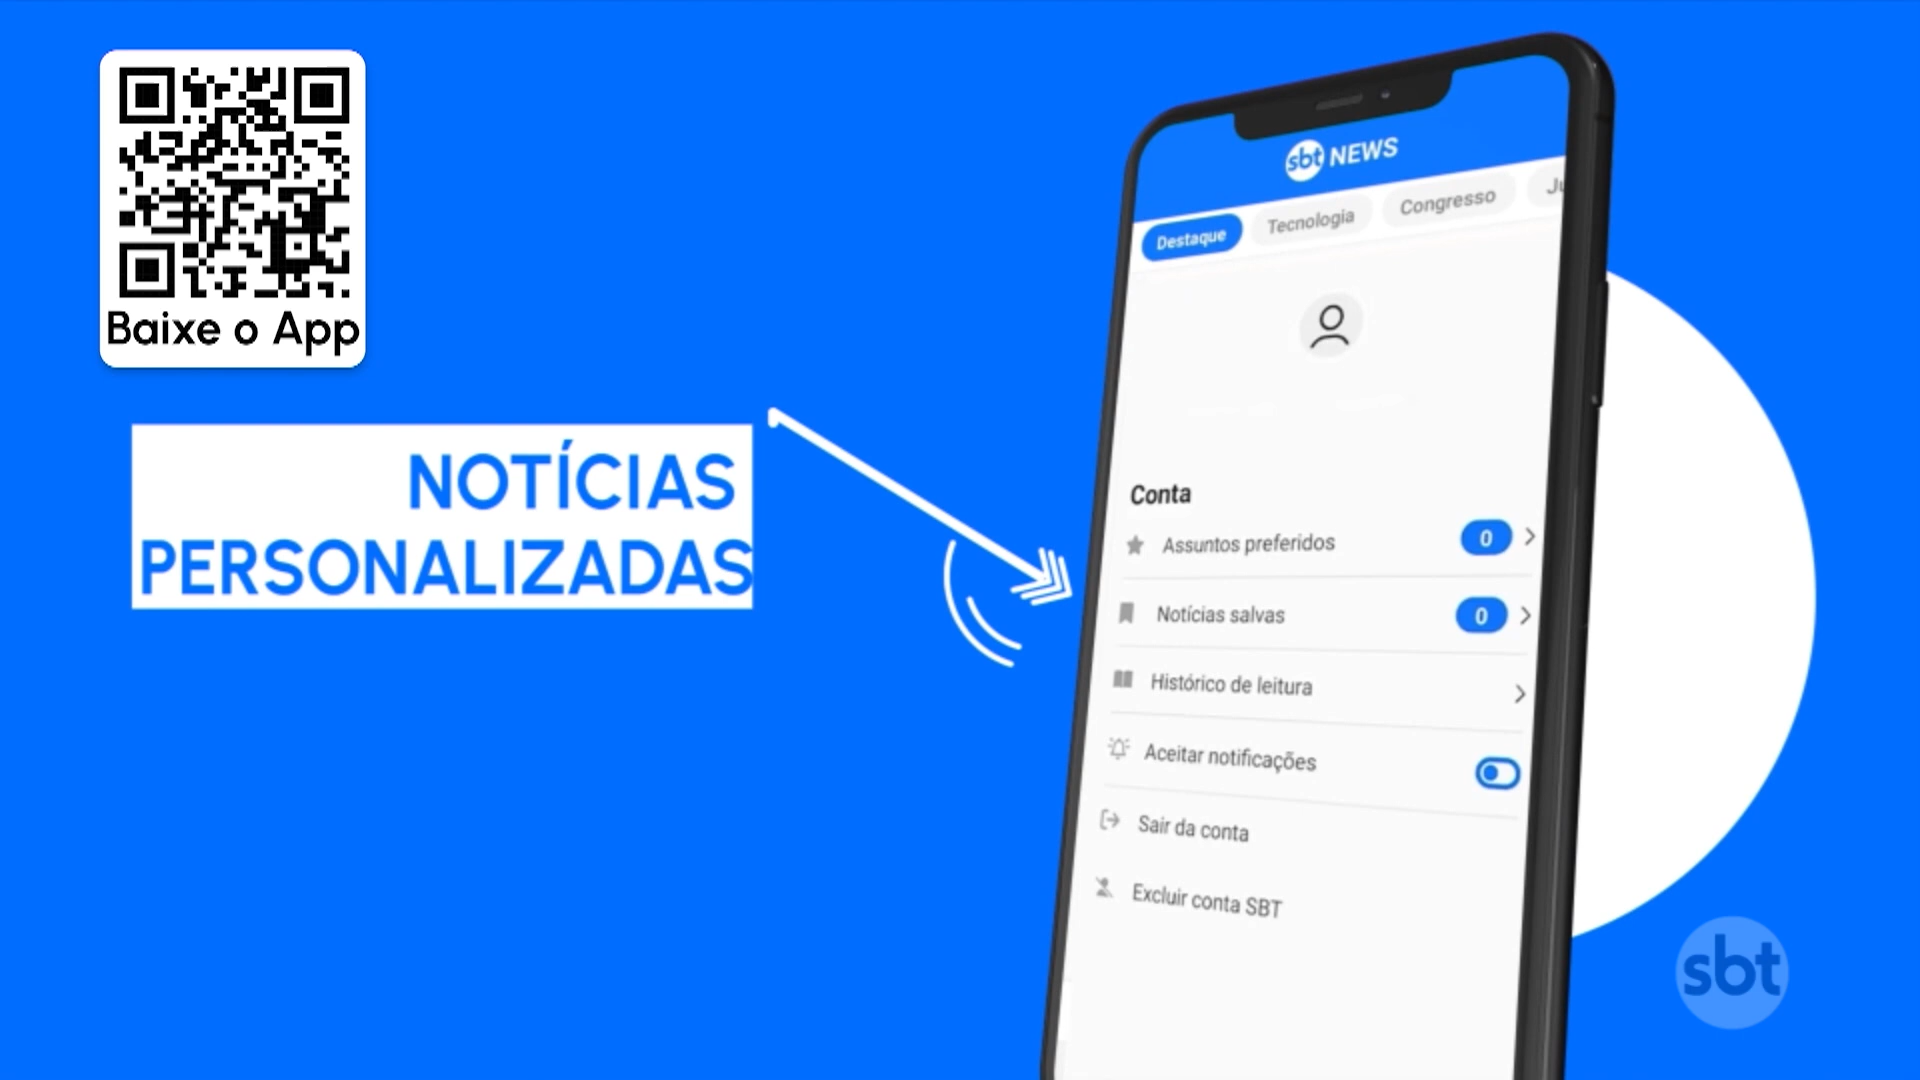 Baixe o App
NOTÍCIAS
PERSONALIZADAS
sbt NEWS
Destaque
Tecnologia
Congresso
Ju
Conta
Assuntos preferidos
0
Notícias salvas
0
Histórico de leitura
Aceitar notificações
Sair da conta
Excluir conta SBT
sbt